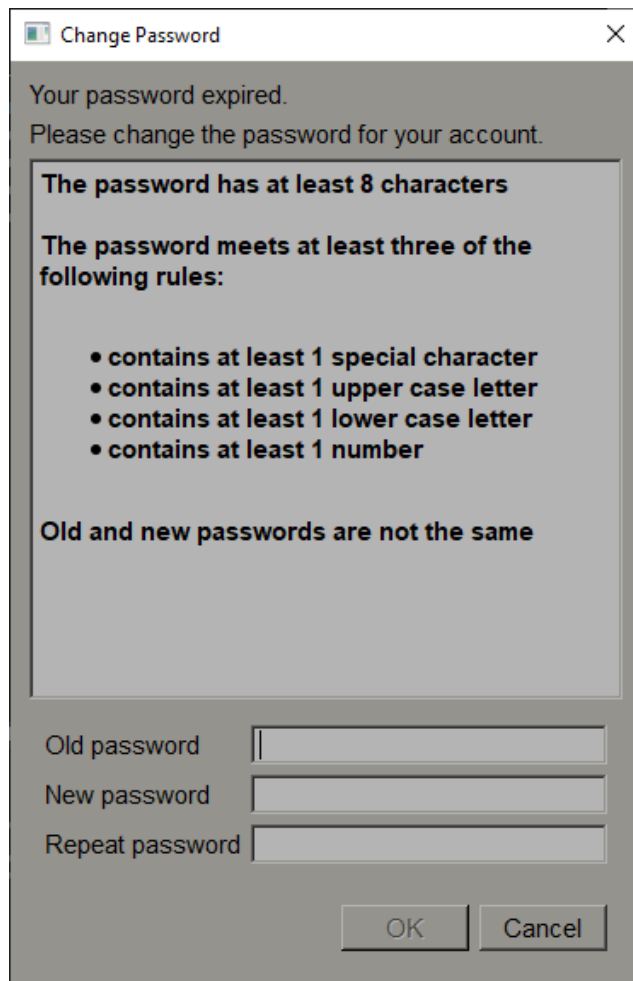 Change Password
Your password expired.
Please change the password for your account.
The password has at least 8 characters
The password meets at least three of the
following rules:
• contains at least 1 special character
• contains at least 1 upper case letter
• contains at least 1 lower case letter
• contains at least 1 number
Old and new passwords are not the same
Old password
New password
Repeat password
OK Cancel